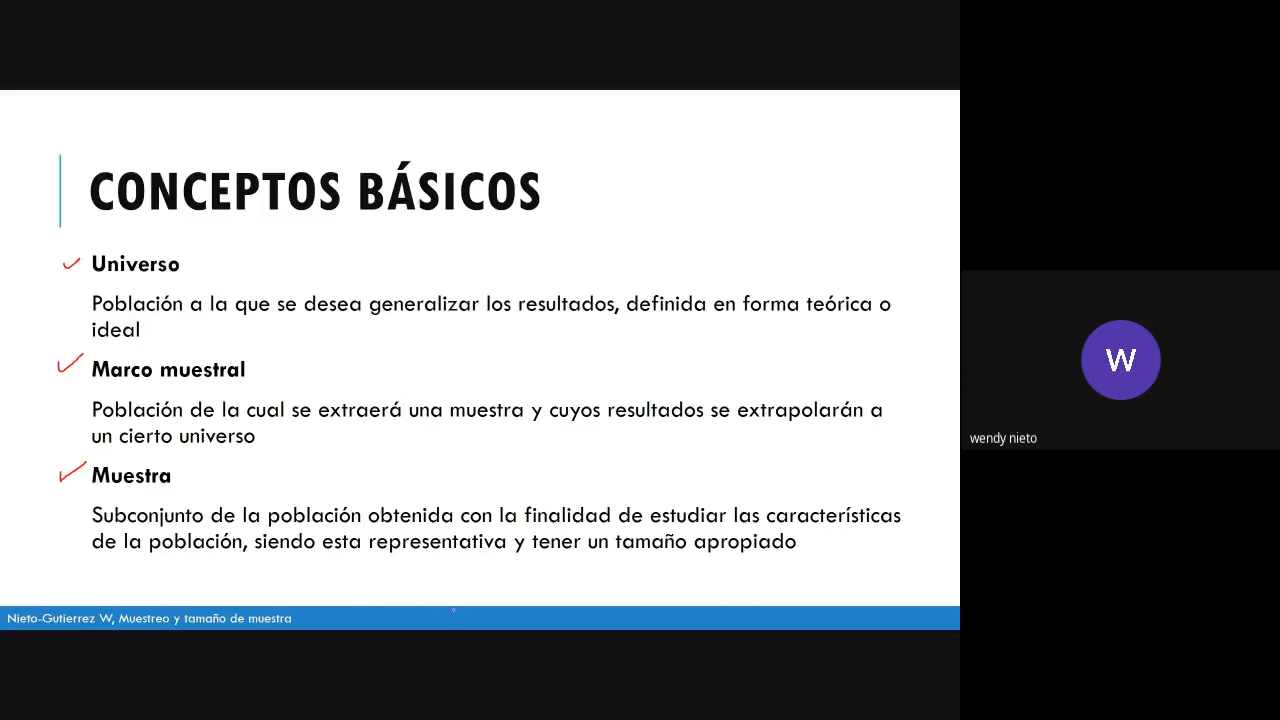 CONCEPTOS BÁSICOS
Universo
Población a la que se desea generalizar los resultados, definida en forma teórica o
ideal
Marco muestral
Población de la cual se extraerá una muestra y cuyos resultados se extrapolarán a
un cierto universo
Muestra
Subconjunto de la población obtenida con la finalidad de estudiar las características
de la población, siendo esta representativa y tener un tamaño apropiado
Nieto-Gutierrez W, Muestreo y tamaño de muestra
W
wendy nieto